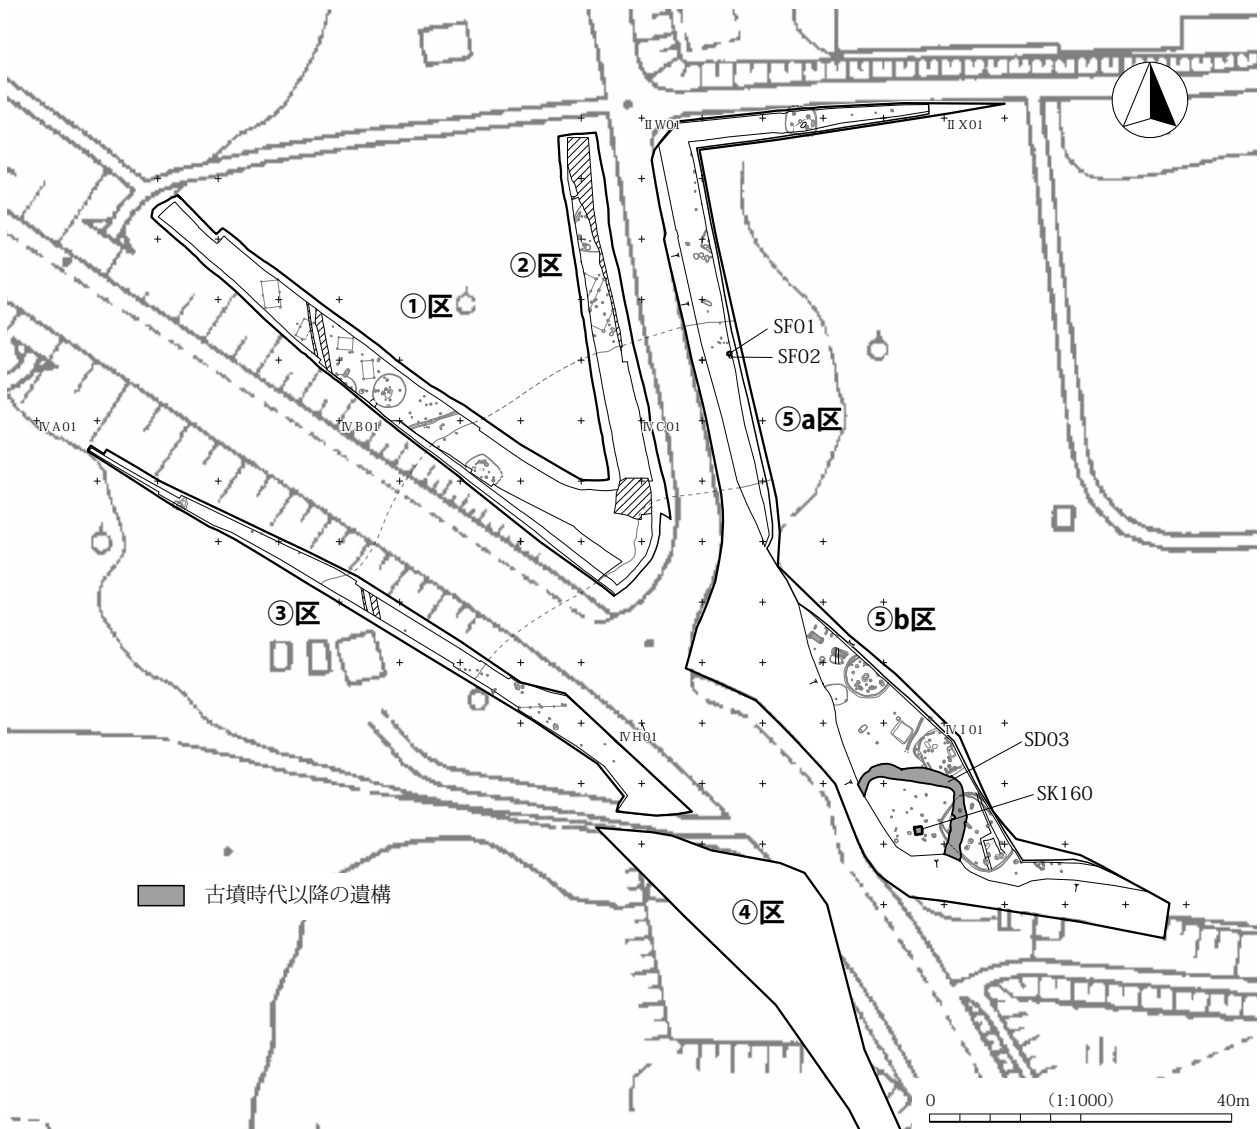 ⅡW01
ⅡX01
②区
①区
SF01
SF02
⑤a区
ⅣA01
ⅣB01
ⅣC01
③区
⑤b区
ⅣH01
ⅣI01
SD03
SK160
古墳時代以降の遺構
④区
0 (1:1000) 40m